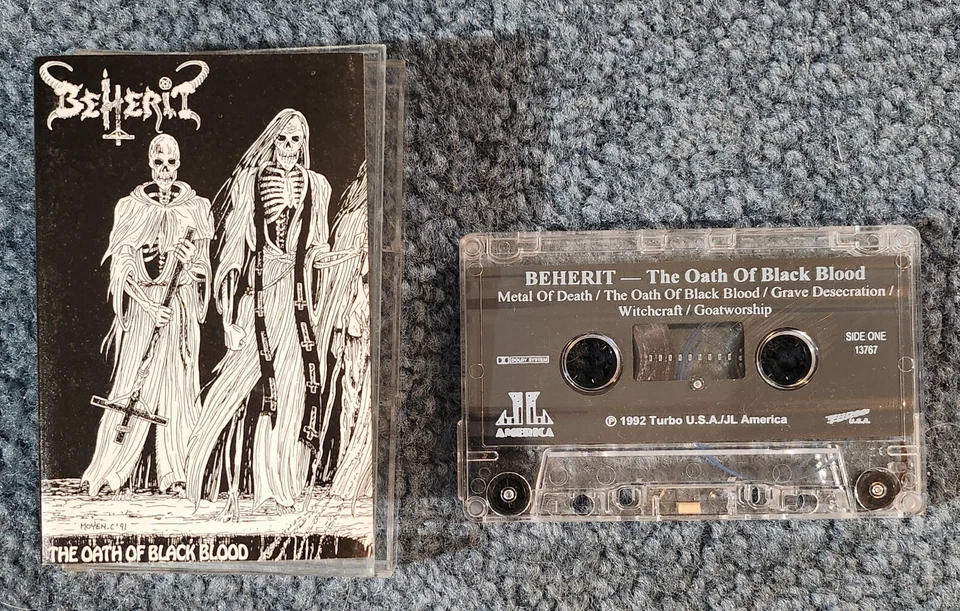 BEHERIT
MOYEN.C'91
THE OATH OF BLACK BLOOD
BEHERIT — The Oath Of Black Blood
Metal Of Death / The Oath Of Black Blood / Grave Desecration /
Witchcraft / Goatworship
DOLBY SYSTEM
SIDE ONE
13767
JL
AMERICA
℗ 1992 Turbo U.S.A./JL America
U.S.A.